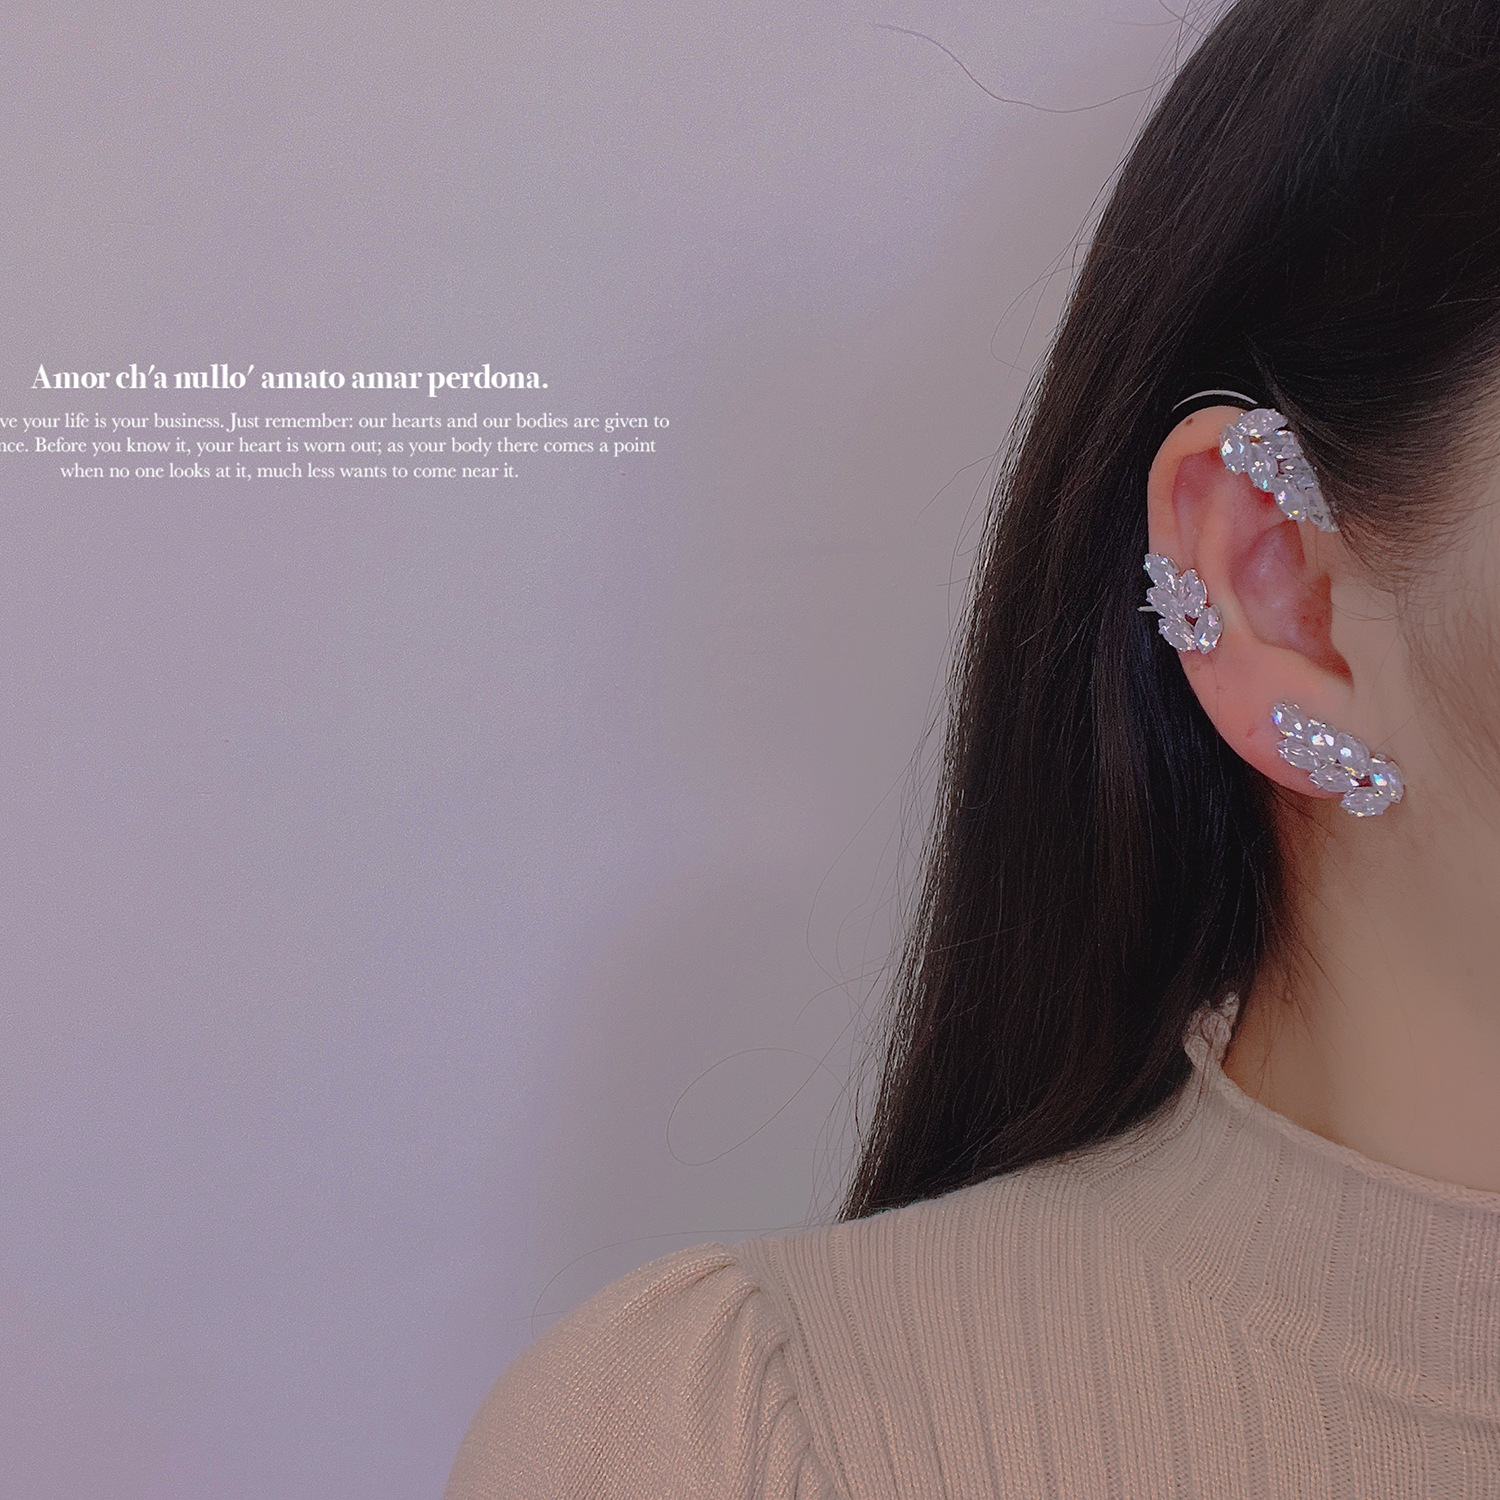 Amor ch'a nullo' amato amar perdona.
ve your life is your business. Just remember: our hearts and our bodies are given to
nce. Before you know it, your heart is worn out; as your body there comes a point
when no one looks at it, much less wants to come near it.